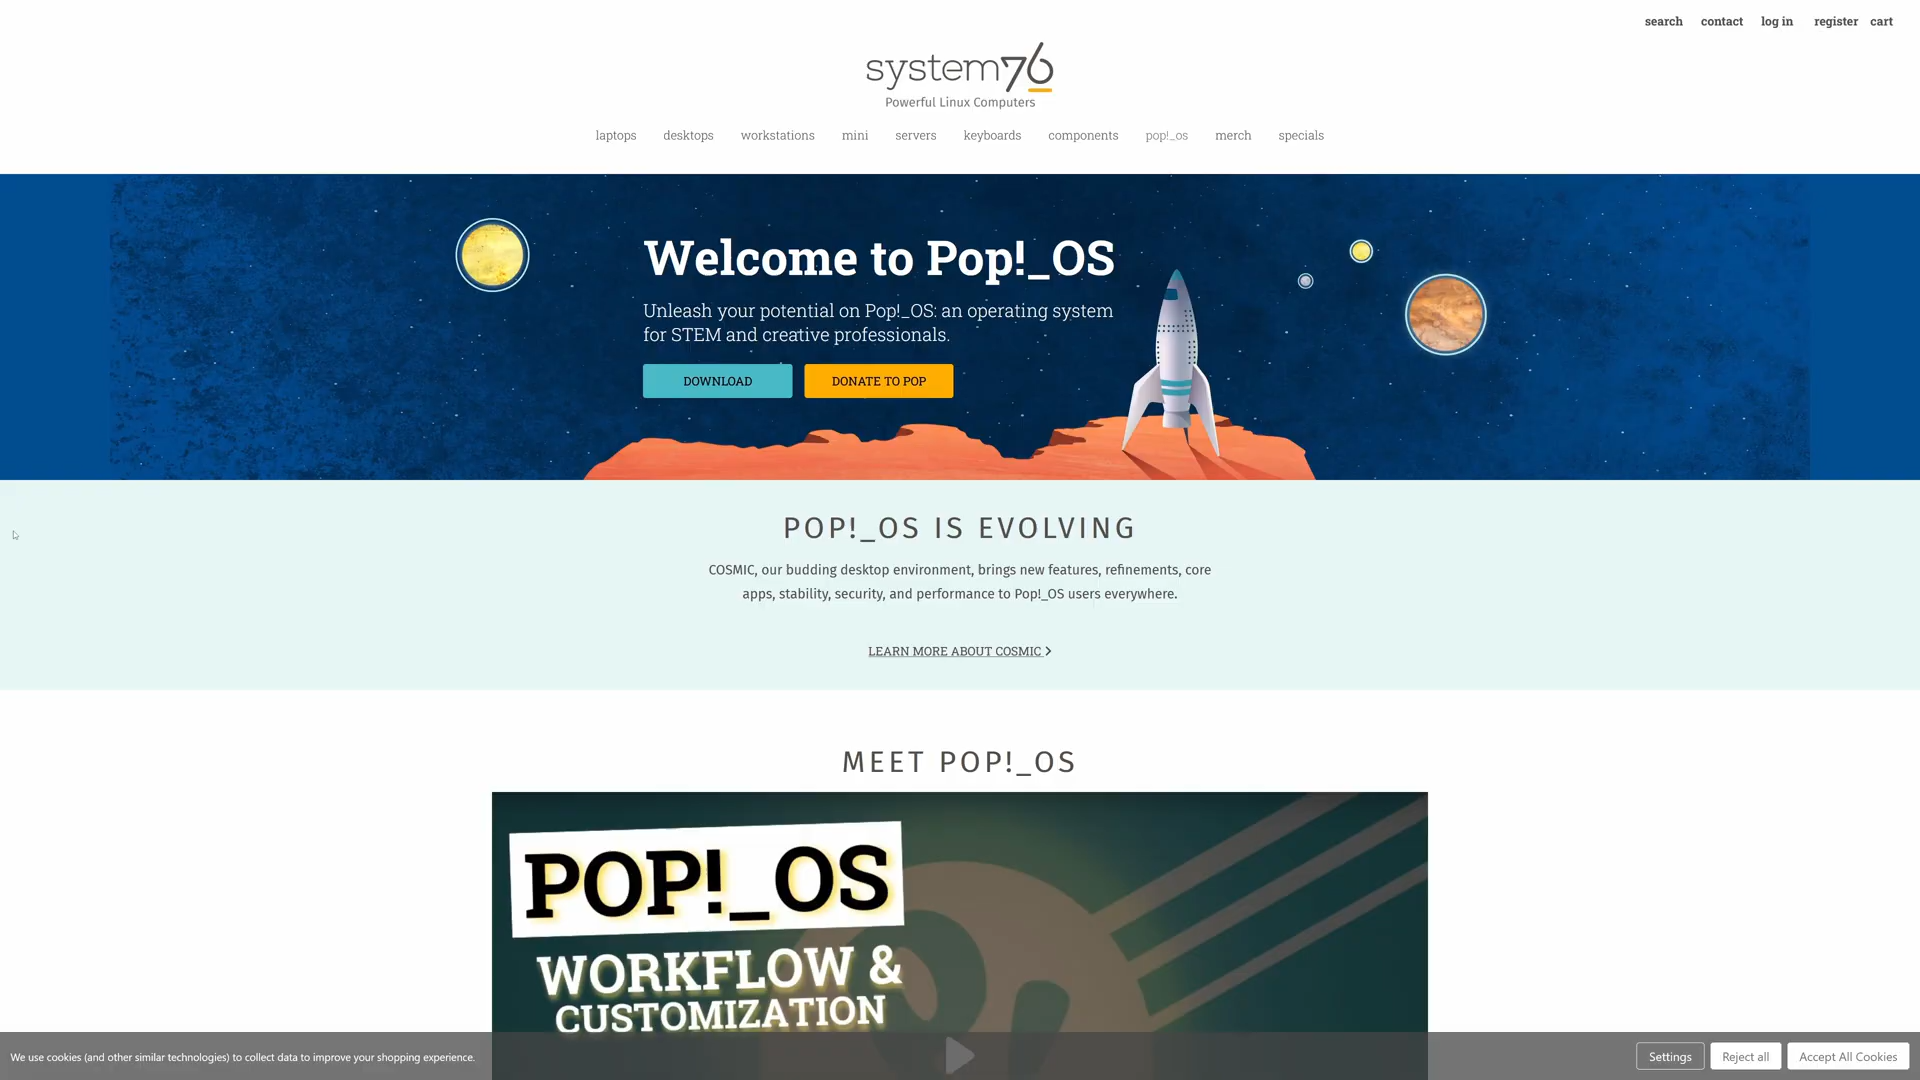 search contact log in register cart
system76
Powerful Linux Computers
laptops desktops workstations mini servers keyboards components pop!_os merch specials
Welcome to Pop!_OS
Unleash your potential on Pop!_OS: an operating system
for STEM and creative professionals.
DOWNLOAD DONATE TO POP
POP!_OS IS EVOLVING
COSMIC, our budding desktop environment, brings new features, refinements, core
apps, stability, security, and performance to Pop!_OS users everywhere.
LEARN MORE ABOUT COSMIC
MEET POP!_OS
POP!_OS
WORKFLOW &
CUSTOMIZATION
We use cookies (and other similar technologies) to collect data to improve your shopping experience.
Settings Reject all Accept All Cookies